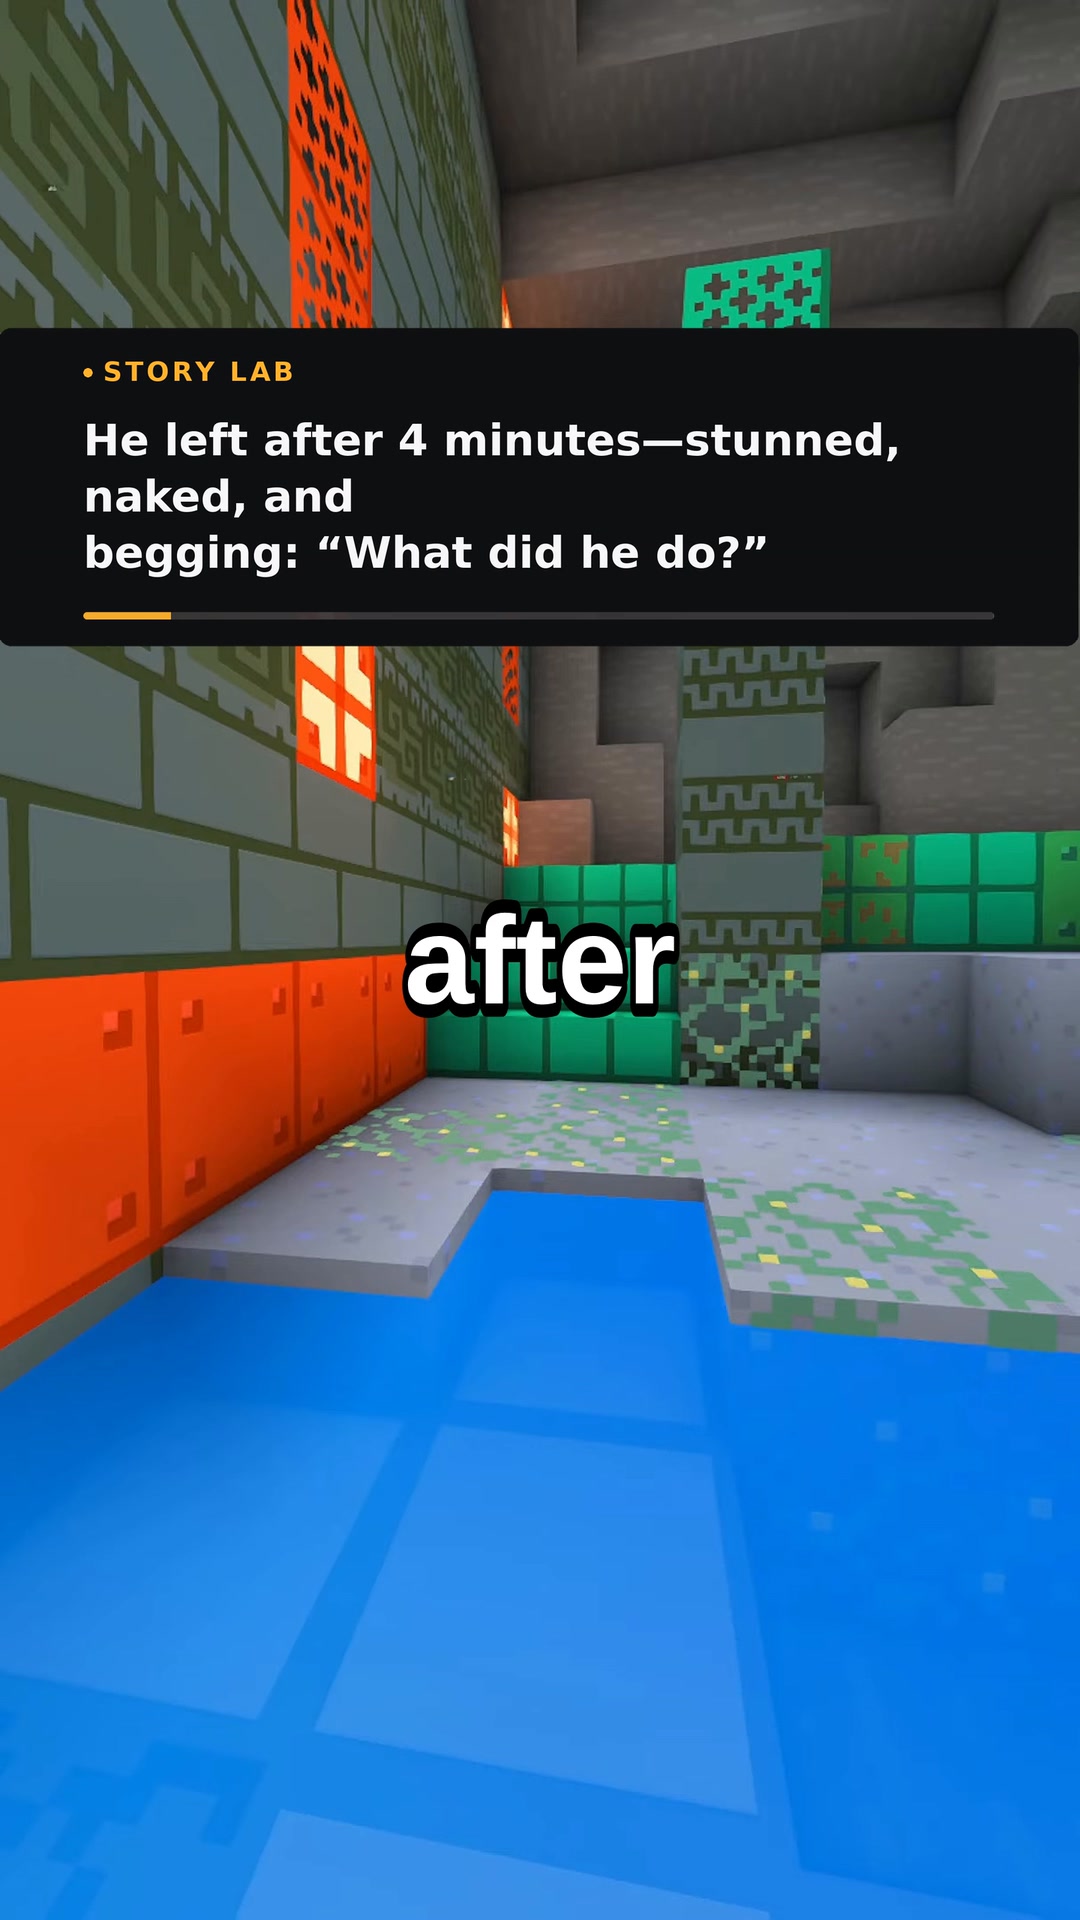 • STORY LAB
He left after 4 minutes—stunned,
naked, and
begging: “What did he do?”
after